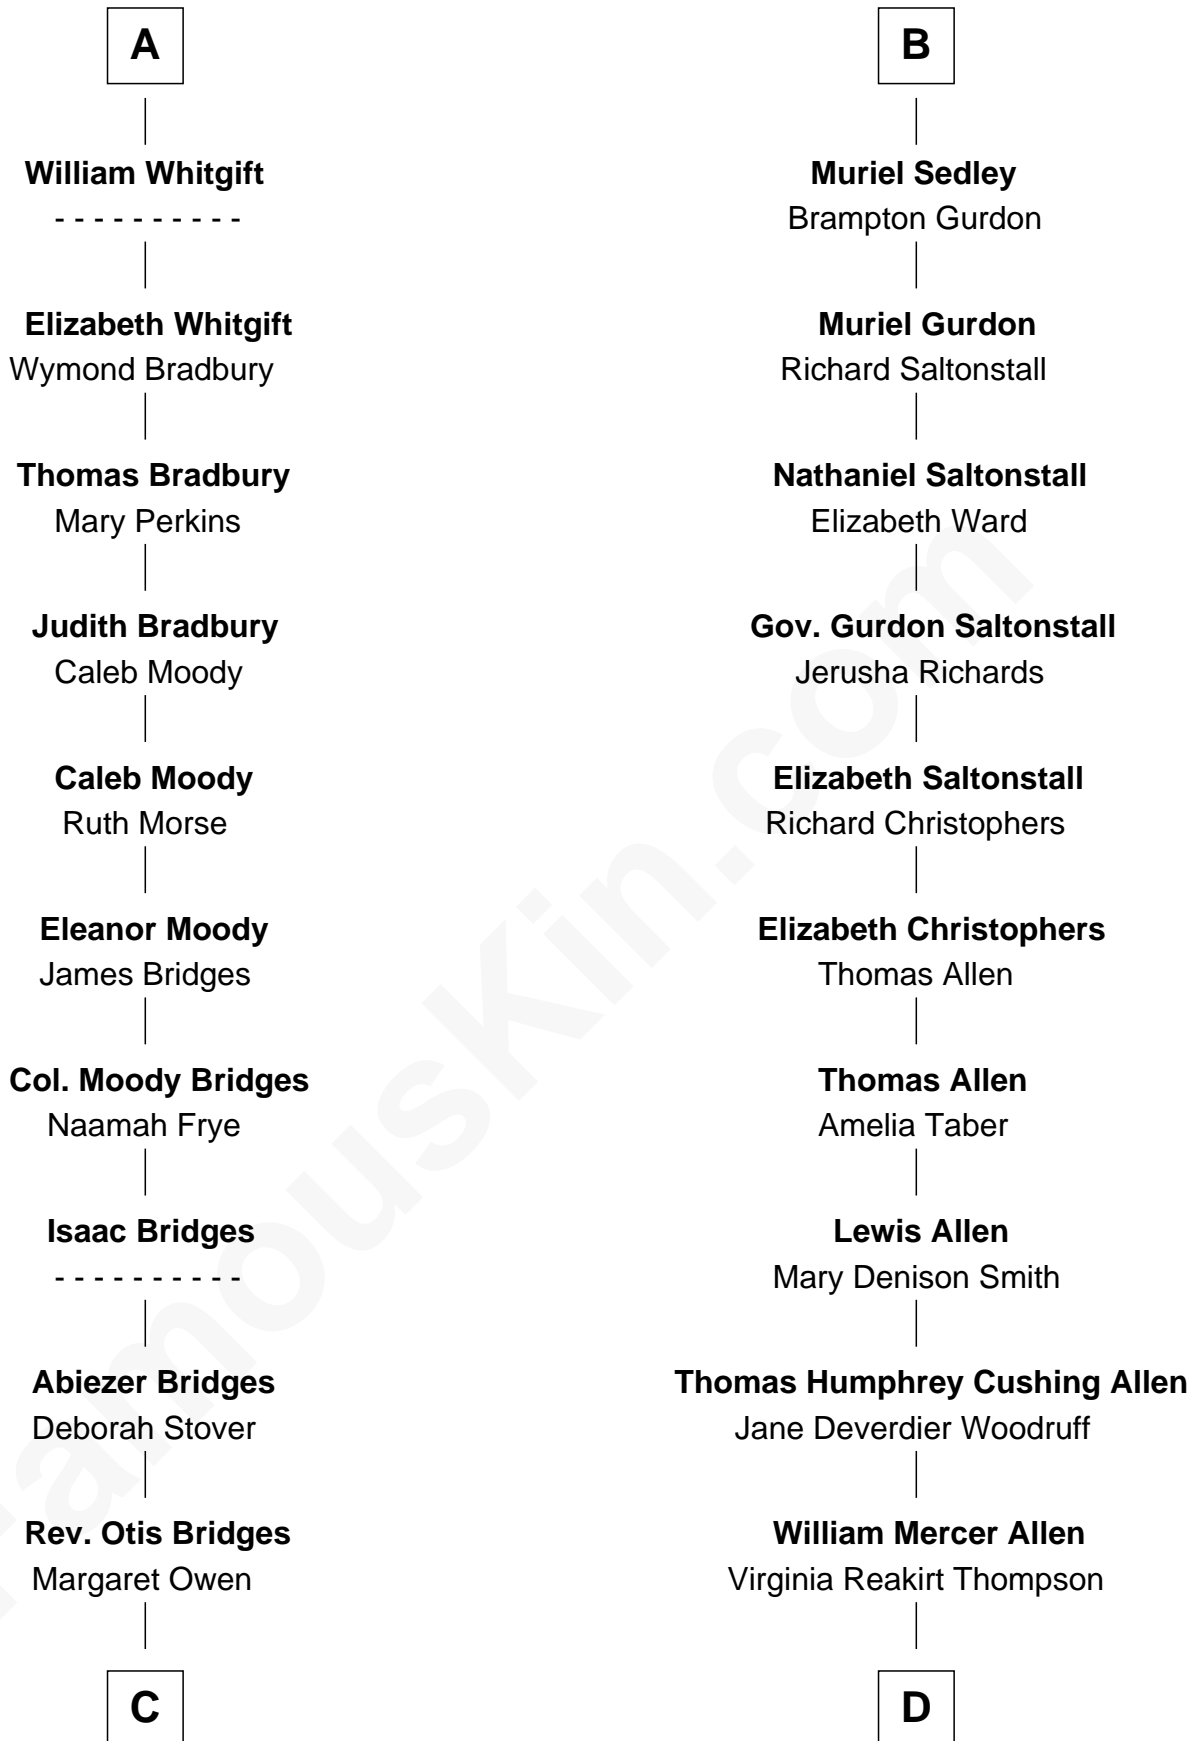 A
William Whitgift
- - - - - - - - - -
Elizabeth Whitgift
Wymond Bradbury
Thomas Bradbury
Mary Perkins
Judith Bradbury
Caleb Moody
Caleb Moody
Ruth Morse
Eleanor Moody
James Bridges
Col. Moody Bridges
Naamah Frye
Isaac Bridges
- - - - - - - - - -
Abiezer Bridges
Deborah Stover
Rev. Otis Bridges
Margaret Owen
C
B
Muriel Sedley
Brampton Gurdon
Muriel Gurdon
Richard Saltonstall
Nathaniel Saltonstall
Elizabeth Ward
Gov. Gurdon Saltonstall
Jerusha Richards
Elizabeth Saltonstall
Richard Christophers
Elizabeth Christophers
Thomas Allen
Thomas Allen
Amelia Taber
Lewis Allen
Mary Denison Smith
Thomas Humphrey Cushing Allen
Jane Deverdier Woodruff
William Mercer Allen
Virginia Reakirt Thompson
D
FamousKin.com